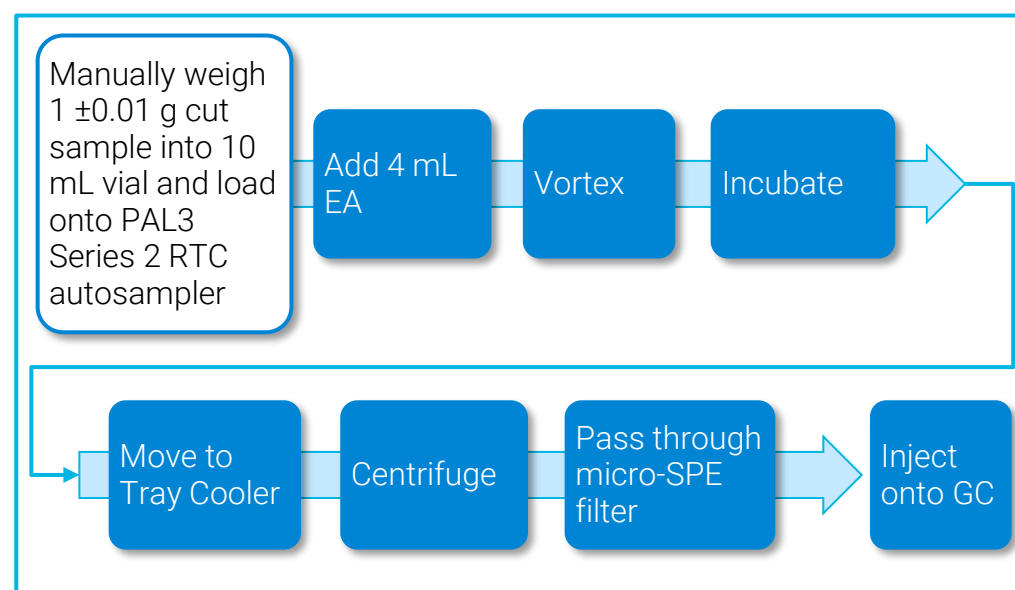 Manually weigh
1 ±0.01 g cut
sample into 10
mL vial and load
onto PAL3
Series 2 RTC
autosampler
Add 4 mL
EA
Vortex
Incubate
Move to
Tray Cooler
Centrifuge
Pass through
micro-SPE
filter
Inject
onto GC